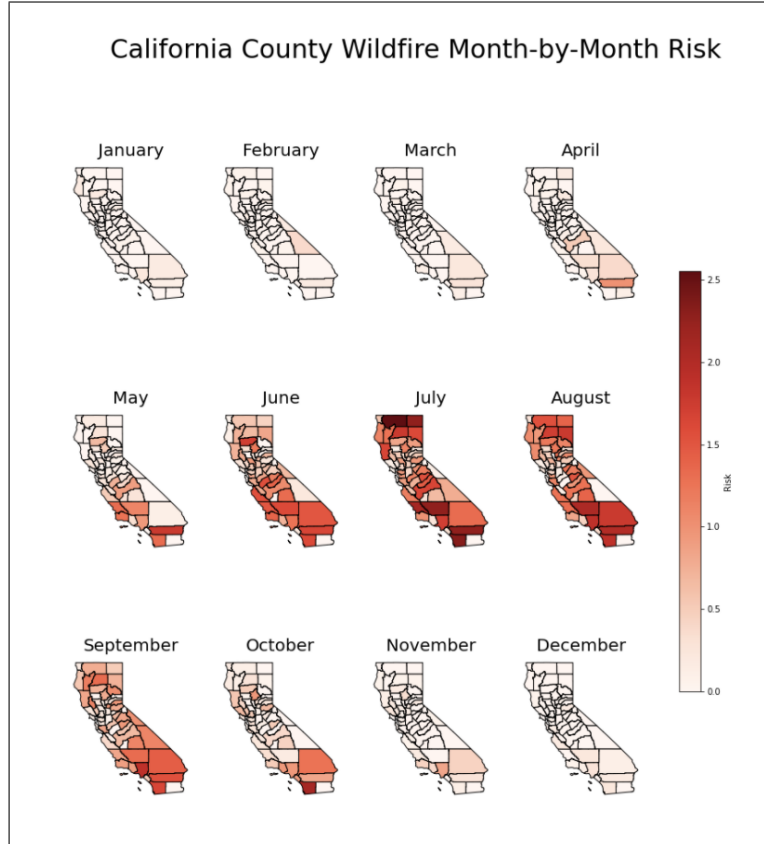 California County Wildfire Month-by-Month Risk
January
February
March
April
May
June
July
August
September
October
November
December
2.5
2.0
1.5
1.0
0.5
0.0
Risk